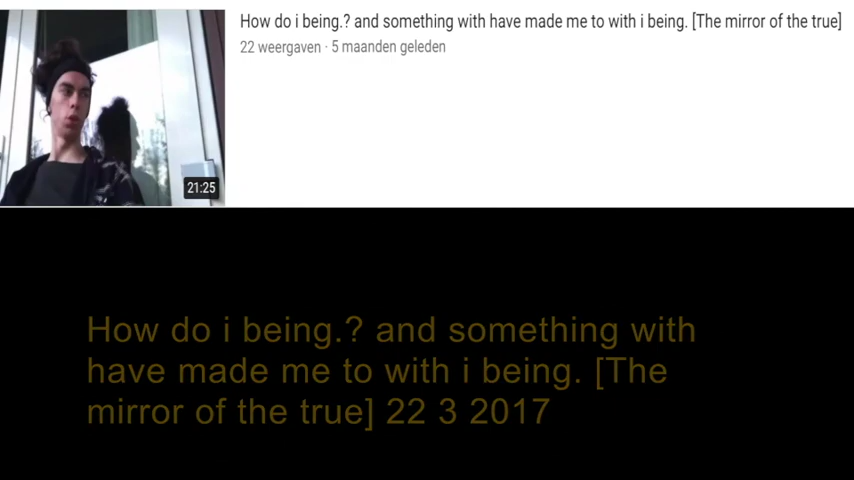 How do i being.? and something with have made me to with i being. [The mirror of the true]
22 weergaven · 5 maanden geleden
21:25
How do i being.? and something with
have made me to with i being. [The
mirror of the true] 22 3 2017